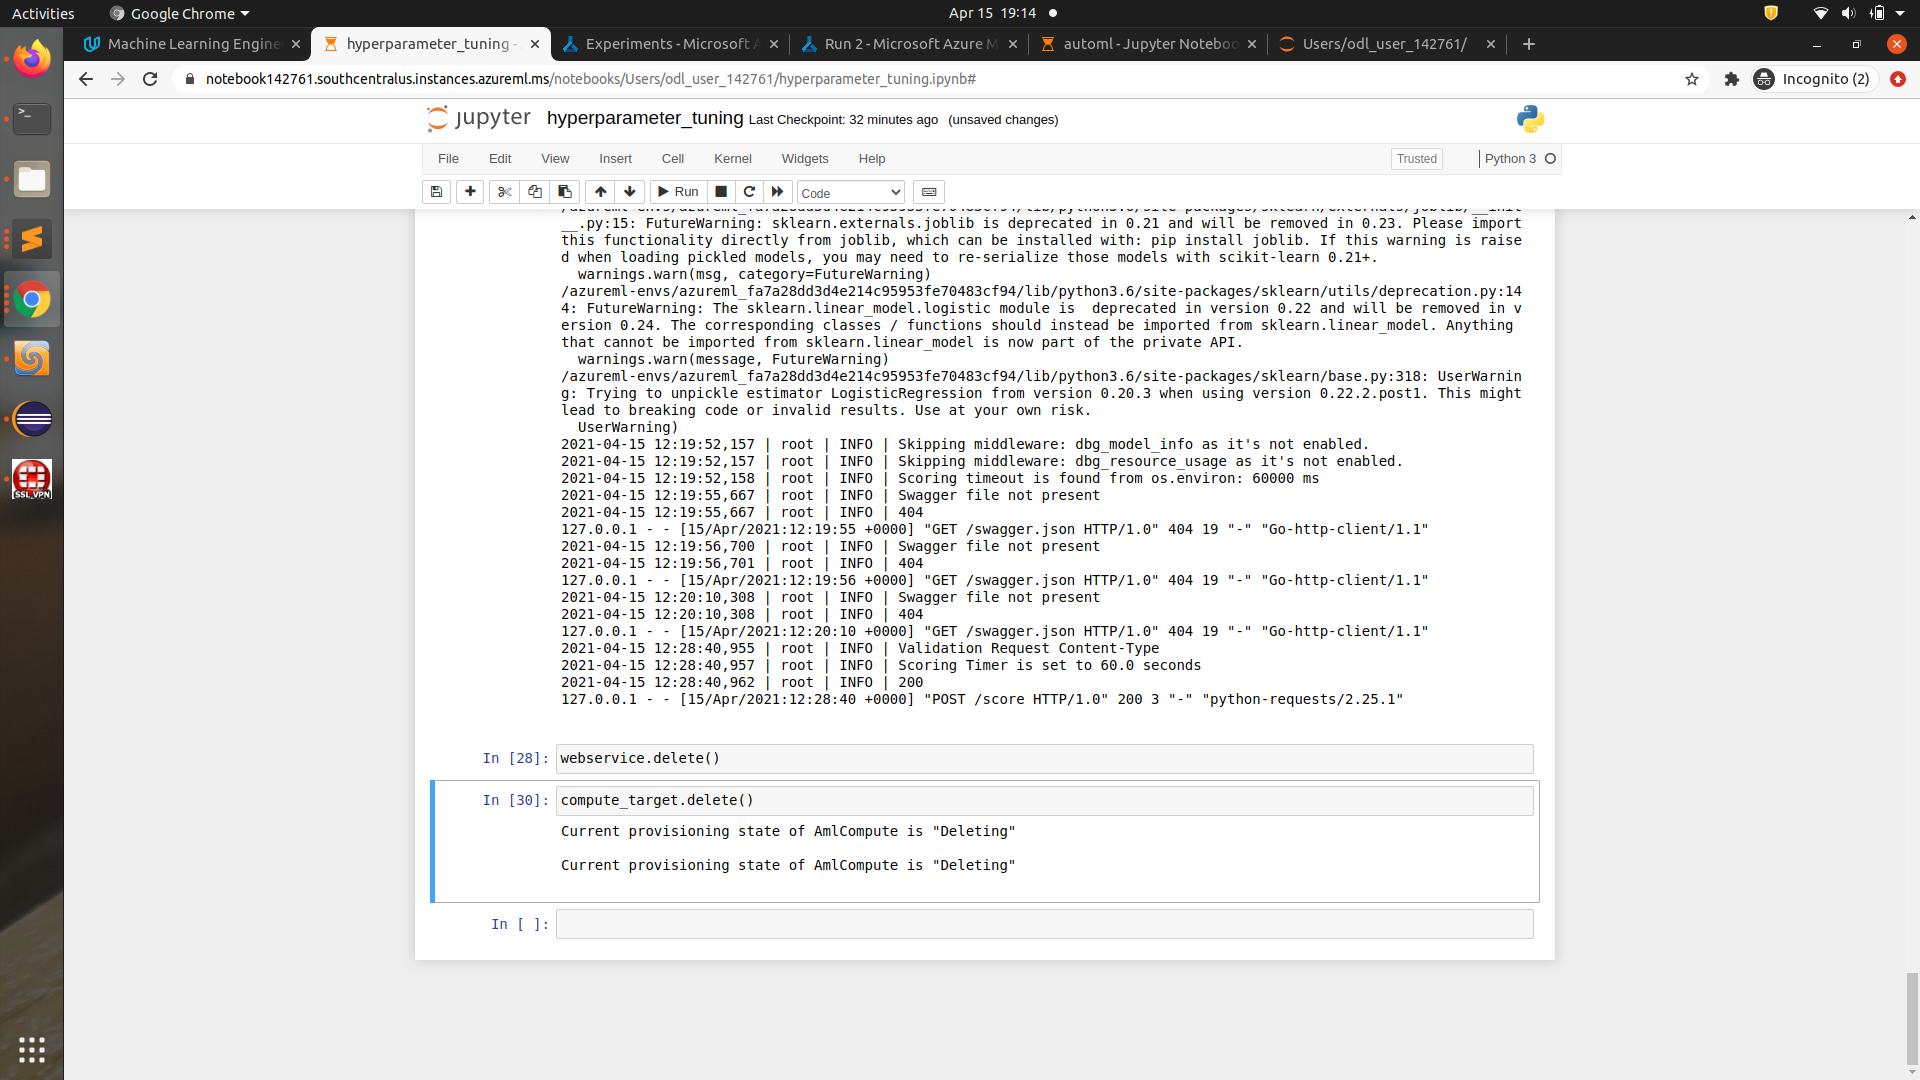 Activities
Google Chrome
Apr 15 19:14
Machine Learning Engine
hyperparameter_tuning -
Experiments - Microsoft A
Run 2 - Microsoft Azure M
automl - Jupyter Noteboo
Users/odl_user_142761/
notebook142761.southcentralus.instances.azureml.ms/notebooks/Users/odl_user_142761/hyperparameter_tuning.ipynb#
Incognito (2)
jupyter hyperparameter_tuning Last Checkpoint: 32 minutes ago (unsaved changes)
File Edit View Insert Cell Kernel Widgets Help
Trusted
Python 3
Run
Code
__.py:15: FutureWarning: sklearn.externals.joblib is deprecated in 0.21 and will be removed in 0.23. Please import
this functionality directly from joblib, which can be installed with: pip install joblib. If this warning is raise
d when loading pickled models, you may need to re-serialize those models with scikit-learn 0.21+.
warnings.warn(msg, category=FutureWarning)
/azureml-envs/azureml_fa7a28dd3d4e214c95953fe70483cf94/lib/python3.6/site-packages/sklearn/utils/deprecation.py:14
4: FutureWarning: The sklearn.linear_model.logistic module is  deprecated in version 0.22 and will be removed in v
ersion 0.24. The corresponding classes / functions should instead be imported from sklearn.linear_model. Anything
that cannot be imported from sklearn.linear_model is now part of the private API.
warnings.warn(message, FutureWarning)
/azureml-envs/azureml_fa7a28dd3d4e214c95953fe70483cf94/lib/python3.6/site-packages/sklearn/base.py:318: UserWarnin
g: Trying to unpickle estimator LogisticRegression from version 0.20.3 when using version 0.22.2.post1. This might
lead to breaking code or invalid results. Use at your own risk.
UserWarning)
2021-04-15 12:19:52,157 | root | INFO | Skipping middleware: dbg_model_info as it's not enabled.
2021-04-15 12:19:52,157 | root | INFO | Skipping middleware: dbg_resource_usage as it's not enabled.
2021-04-15 12:19:52,158 | root | INFO | Scoring timeout is found from os.environ: 60000 ms
2021-04-15 12:19:55,667 | root | INFO | Swagger file not present
2021-04-15 12:19:55,667 | root | INFO | 404
127.0.0.1 - - [15/Apr/2021:12:19:55 +0000] "GET /swagger.json HTTP/1.0" 404 19 "-" "Go-http-client/1.1"
2021-04-15 12:19:56,700 | root | INFO | Swagger file not present
2021-04-15 12:19:56,701 | root | INFO | 404
127.0.0.1 - - [15/Apr/2021:12:19:56 +0000] "GET /swagger.json HTTP/1.0" 404 19 "-" "Go-http-client/1.1"
2021-04-15 12:20:10,308 | root | INFO | Swagger file not present
2021-04-15 12:20:10,308 | root | INFO | 404
127.0.0.1 - - [15/Apr/2021:12:20:10 +0000] "GET /swagger.json HTTP/1.0" 404 19 "-" "Go-http-client/1.1"
2021-04-15 12:28:40,955 | root | INFO | Validation Request Content-Type
2021-04-15 12:28:40,957 | root | INFO | Scoring Timer is set to 60.0 seconds
2021-04-15 12:28:40,962 | root | INFO | 200
127.0.0.1 - - [15/Apr/2021:12:28:40 +0000] "POST /score HTTP/1.0" 200 3 "-" "python-requests/2.25.1"
In [28]: webservice.delete()
In [30]: compute_target.delete()
Current provisioning state of AmlCompute is "Deleting"
Current provisioning state of AmlCompute is "Deleting"
In [ ]:
SSL VPN